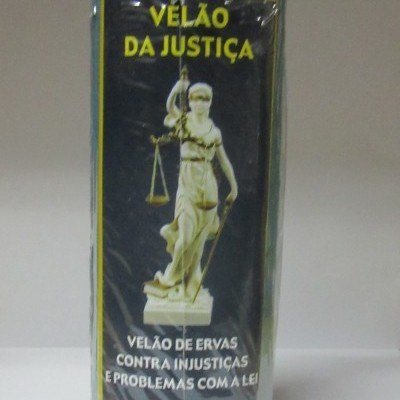 VELÃO
DA JUSTIÇA
VELÃO DE ERVAS
CONTRA INJUSTIÇAS
E PROBLEMAS COM A LEI